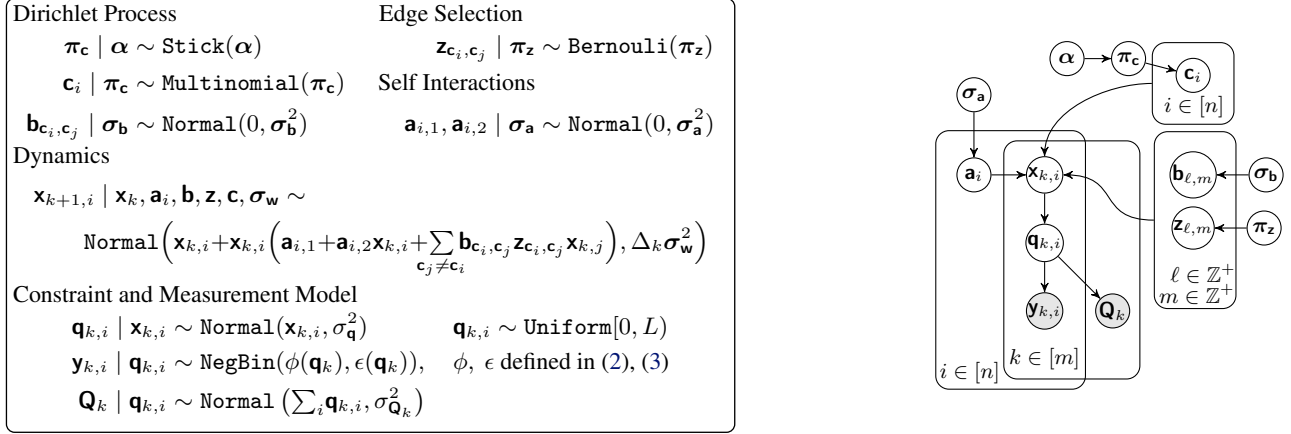 Dirichlet Process
π_c | α ∼ Stick(α)
c_i | π_c ∼ Multinomial(π_c)
b_{c_i,c_j} | σ_b ∼ Normal(0, σ_b^2)
Edge Selection
z_{c_i,c_j} | π_z ∼ Bernouli(π_z)
Self Interactions
a_{i,1}, a_{i,2} | σ_a ∼ Normal(0, σ_a^2)
Dynamics
x_{k+1,i} | x_k, a_i, b, z, c, σ_w ∼
Normal(x_{k,i}+x_{k,i}(a_{i,1}+a_{i,2}x_{k,i}+∑_{c_j≠c_i} b_{c_i,c_j} z_{c_i,c_j} x_{k,j}), Δ_k σ_w^2)
Constraint and Measurement Model
q_{k,i} | x_{k,i} ∼ Normal(x_{k,i}, σ_q^2) q_{k,i} ∼ Uniform[0, L)
y_{k,i} | q_{k,i} ∼ NegBin(φ(q_k), ϵ(q_k)), φ, ϵ defined in (2), (3)
Q_k | q_{k,i} ∼ Normal (∑_i q_{k,i}, σ_{Q_k}^2)
α π_c c_i
i ∈ [n]
σ_a
a_i x_{k,i} b_{ℓ,m} σ_b
z_{ℓ,m} π_z
q_{k,i}
ℓ ∈ ℤ^+
m ∈ ℤ^+
y_{k,i} Q_k
k ∈ [m]
i ∈ [n]